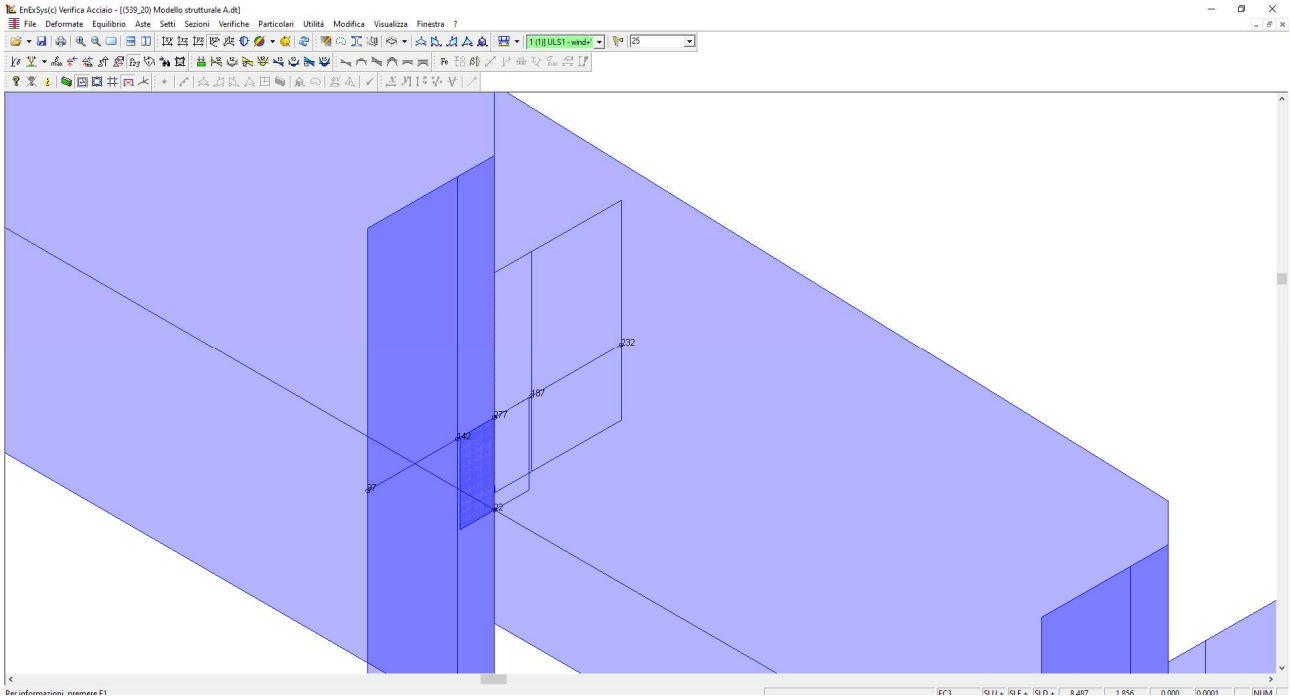 EnExSys(c) Verifica Acciaio - [(539_20) Modello strutturale A.dt]
File Deformate Equilibrio Aste Setti Sezioni Verifiche Particolari Utilità Modifica Visualizza Finestra ?
1 (1)| ULS1 - wind+
25
232
487
277
142
37
22
Per informazioni, premere F1
EC3 SLU + SLE + SLD + 8.487 1.856 0.000 0.0001 NUM